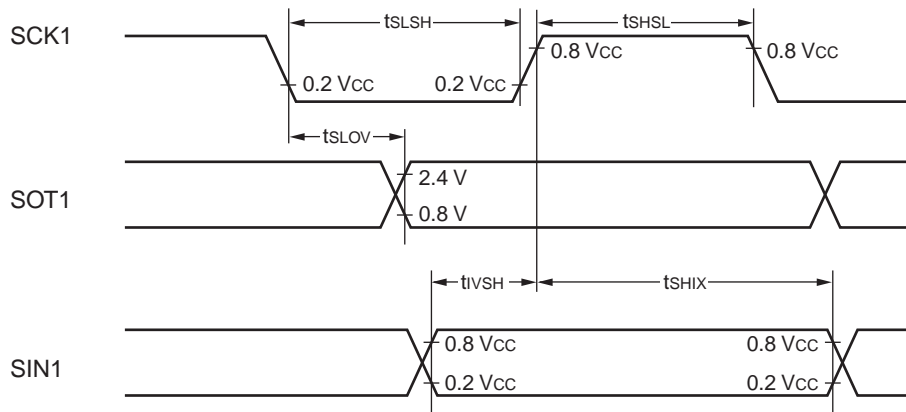 tSLSH tSHSL
SCK1
0.8 VCC 0.8 VCC
0.2 VCC 0.2 VCC
tSLOV
2.4 V
SOT1
0.8 V
tIVSH tSHIX
0.8 VCC 0.8 VCC
SIN1
0.2 VCC 0.2 VCC